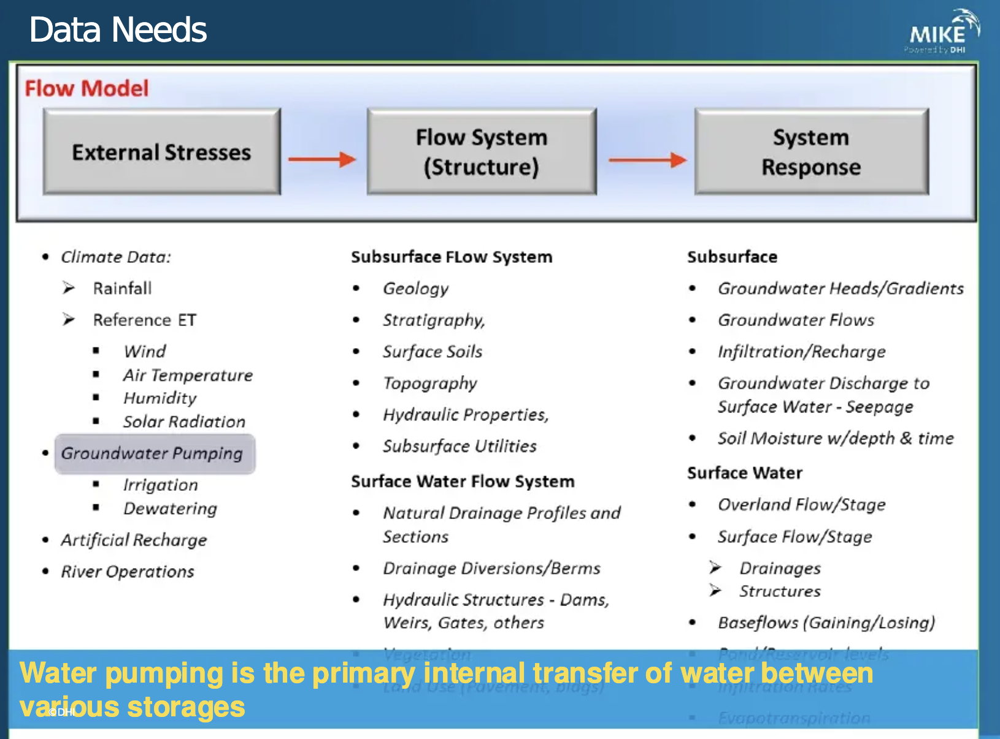 Data Needs
MIKE
Powered by DHI
Flow Model
External Stresses
Flow System
(Structure)
System
Response
• Climate Data:
➢ Rainfall
➢ Reference ET
▪ Wind
▪ Air Temperature
▪ Humidity
▪ Solar Radiation
• Groundwater Pumping
▪ Irrigation
▪ Dewatering
• Artificial Recharge
• River Operations
Subsurface FLow System
• Geology
• Stratigraphy,
• Surface Soils
• Topography
• Hydraulic Properties,
• Subsurface Utilities
Surface Water Flow System
• Natural Drainage Profiles and
Sections
• Drainage Diversions/Berms
• Hydraulic Structures - Dams,
Weirs, Gates, others
• Vegetation
• Land Use (Pavement, bldgs)
Subsurface
• Groundwater Heads/Gradients
• Groundwater Flows
• Infiltration/Recharge
• Groundwater Discharge to
Surface Water - Seepage
• Soil Moisture w/depth & time
Surface Water
• Overland Flow/Stage
• Surface Flow/Stage
➢ Drainages
➢ Structures
• Baseflows (Gaining/Losing)
• Pond/Reservoir levels
• Infiltration Rates
• Evapotranspiration
Water pumping is the primary internal transfer of water between
various storages
©DHI